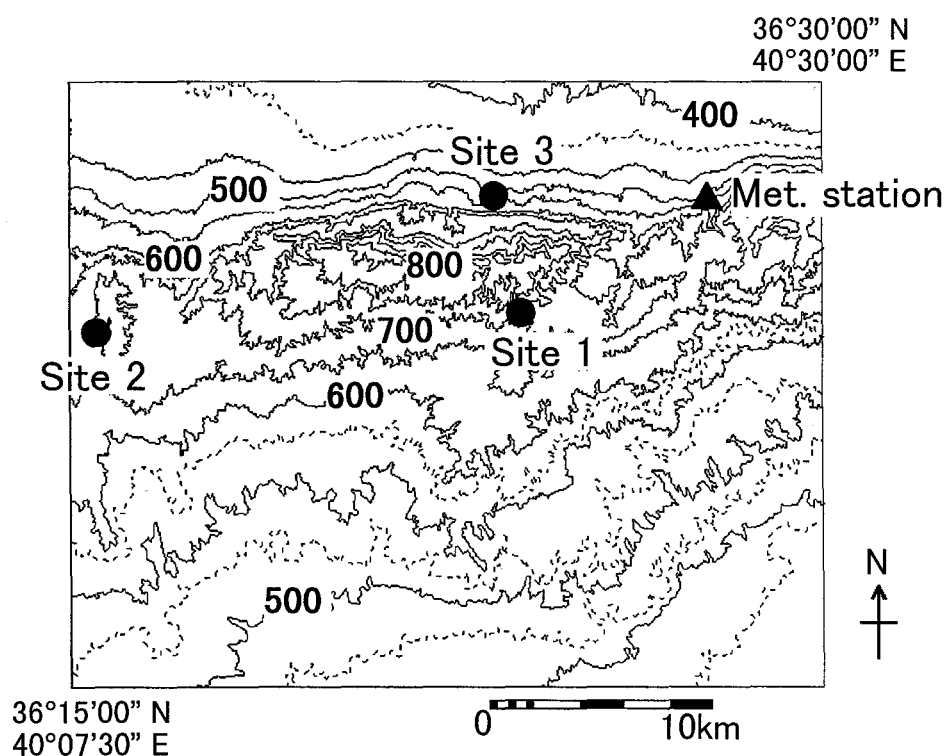 36°30'00" N
40°30'00" E
400
Site 3
500
Met. station
600
800
700
Site 1
Site 2
600
N
500
36°15'00" N
40°07'30" E
0
10km